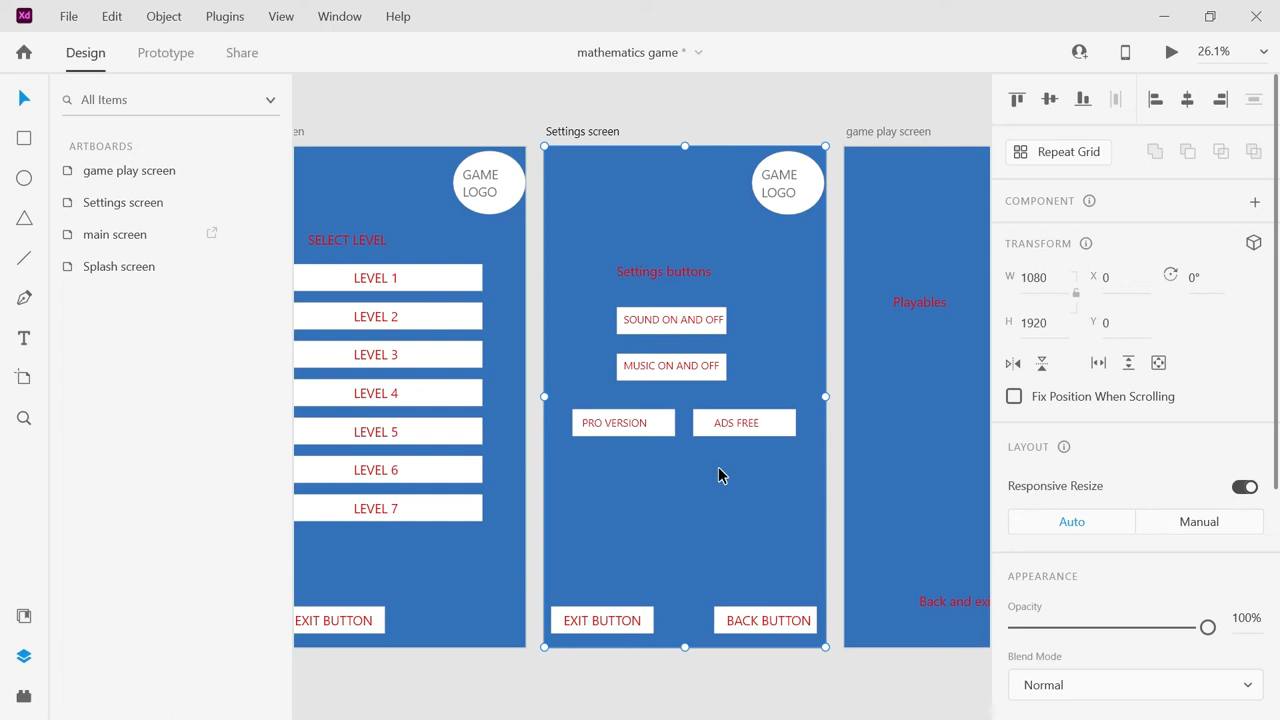 Xd File Edit Object Plugins View Window Help
Design Prototype Share mathematics game * 26.1%
All Items
ARTBOARDS
game play screen
Settings screen
main screen
Splash screen
en
GAME
LOGO
SELECT LEVEL
LEVEL 1
LEVEL 2
LEVEL 3
LEVEL 4
LEVEL 5
LEVEL 6
LEVEL 7
EXIT BUTTON
Settings screen
GAME
LOGO
Settings buttons
SOUND ON AND OFF
MUSIC ON AND OFF
PRO VERSION ADS FREE
EXIT BUTTON BACK BUTTON
game play screen
Playables
Back and exi
Repeat Grid
COMPONENT
TRANSFORM
W 1080 X 0 0°
H 1920 Y 0
Fix Position When Scrolling
LAYOUT
Responsive Resize
Auto Manual
APPEARANCE
Opacity
100%
Blend Mode
Normal